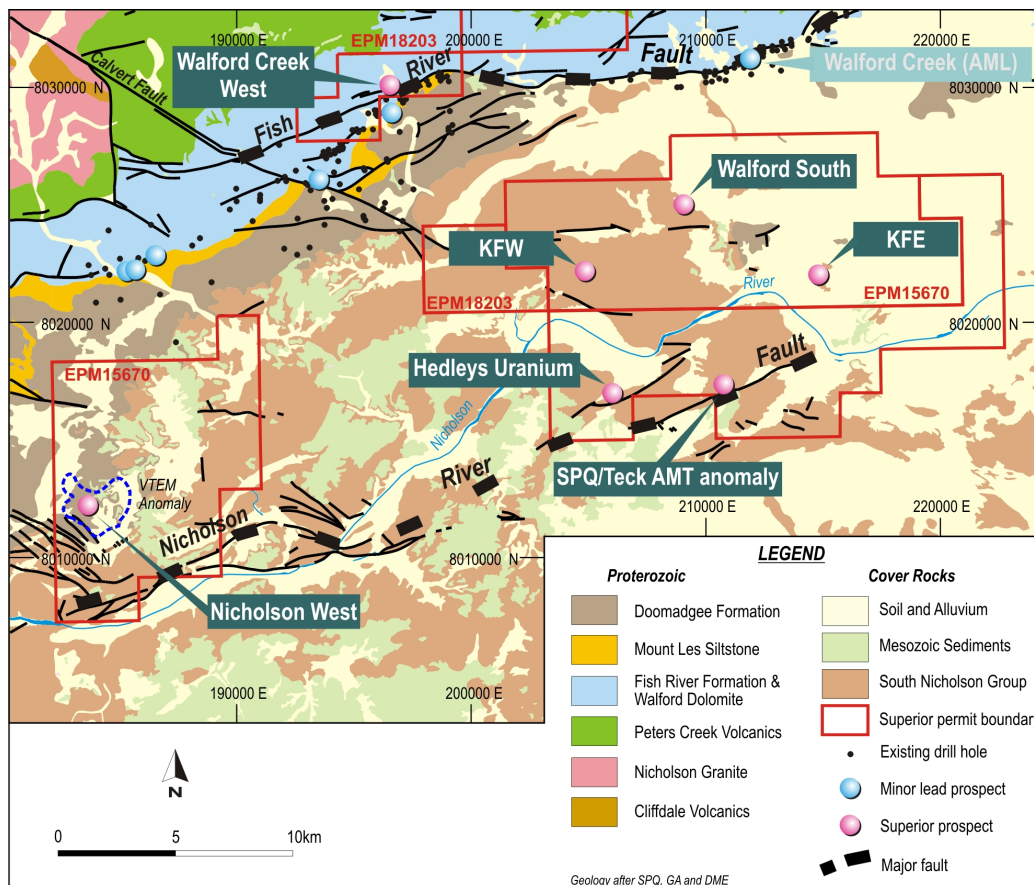 190000 E
EPM18203
200000 E
210000 E
220000 E
Walford Creek
West
River
Fault
Walford Creek (AML)
Calvert Fault
8030000 N
8030000 N
Fish
Walford South
KFW
KFE
River
EPM18203
EPM15670
8020000 N
8020000 N
EPM15670
Hedleys Uranium
Fault
Nicholson
River
SPQ/Teck AMT anomaly
VTEM
Anomaly
210000 E
220000 E
Nicholson
8010000 N
8010000 N
Nicholson West
190000 E
200000 E
LEGEND
Proterozoic
Doomadgee Formation
Mount Les Siltstone
Fish River Formation &
Walford Dolomite
Peters Creek Volcanics
Nicholson Granite
Cliffdale Volcanics
Geology after SPQ, GA and DME
Cover Rocks
Soil and Alluvium
Mesozoic Sediments
South Nicholson Group
Superior permit boundar
Existing drill hole
Minor lead prospect
Superior prospect
Major fault
N
0 5 10km